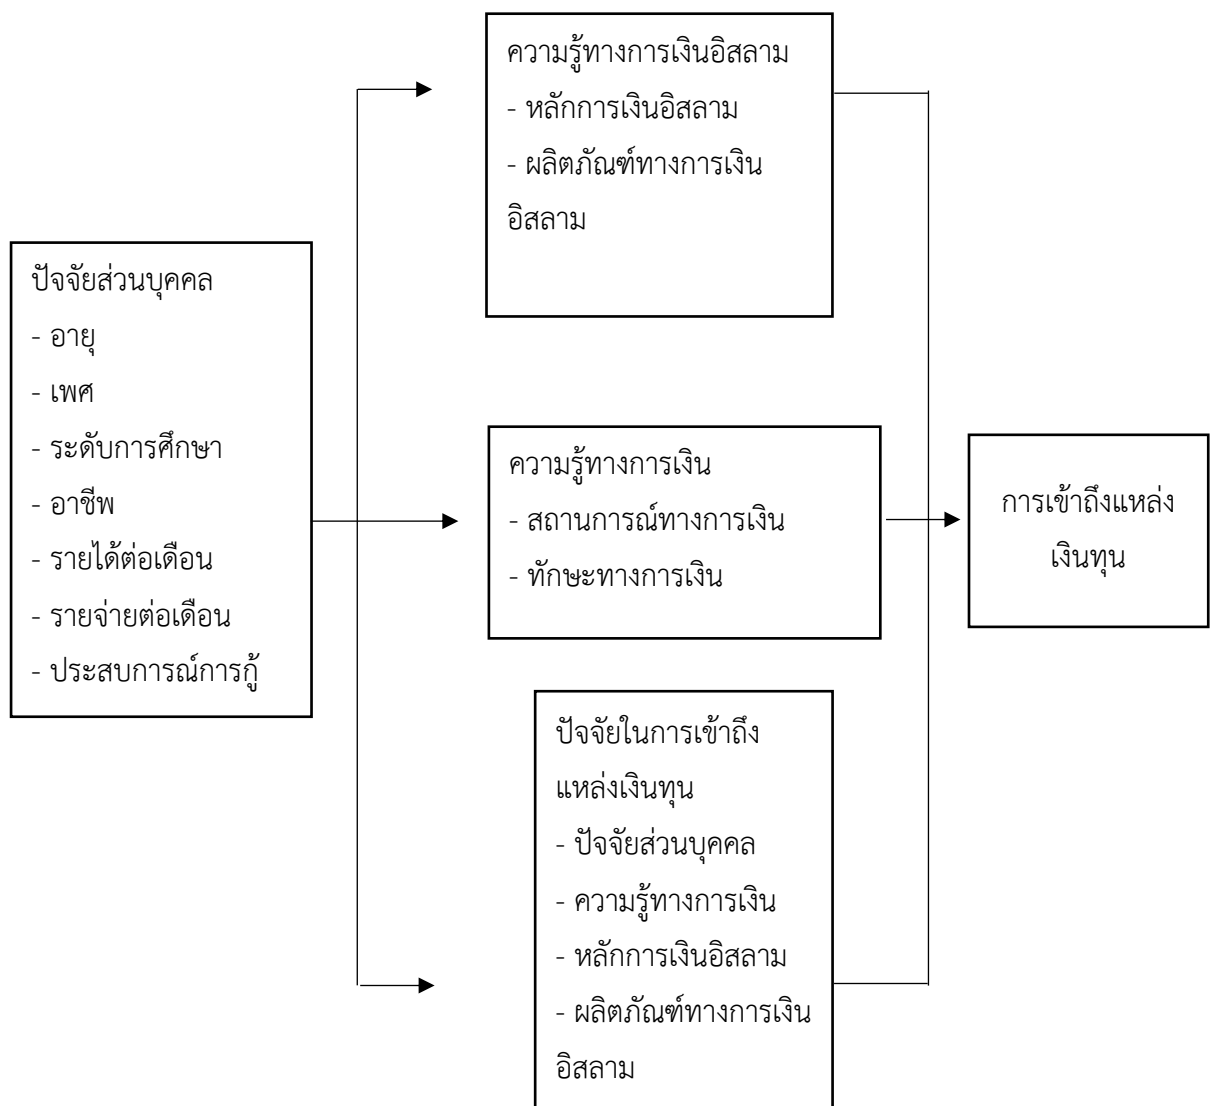 ความรู้ทางการเงินอิสลาม
- หลักการเงินอิสลาม
- ผลิตภัณฑ์ทางการเงิน
อิสลาม
ปัจจัยส่วนบุคคล
- อายุ
- เพศ
- ระดับการศึกษา
- อาชีพ
- รายได้ต่อเดือน
- รายจ่ายต่อเดือน
- ประสบการณ์การกู้
ความรู้ทางการเงิน
- สถานการณ์ทางการเงิน
- ทักษะทางการเงิน
การเข้าถึงแหล่ง
เงินทุน
ปัจจัยในการเข้าถึง
แหล่งเงินทุน
- ปัจจัยส่วนบุคคล
- ความรู้ทางการเงิน
- หลักการเงินอิสลาม
- ผลิตภัณฑ์ทางการเงิน
อิสลาม